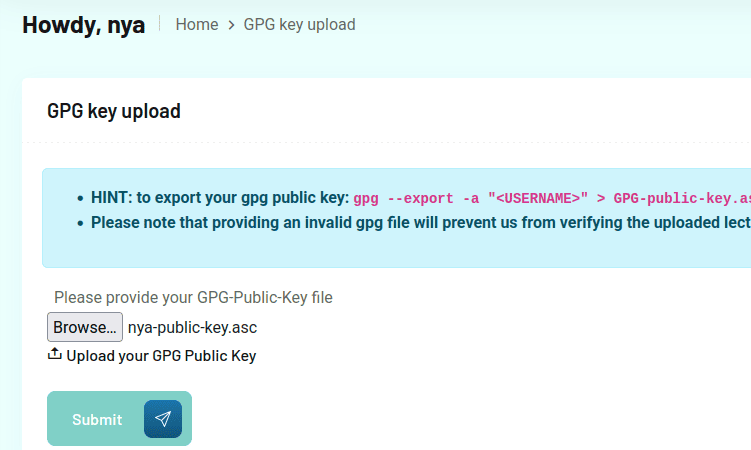 Howdy, nya Home > GPG key upload
GPG key upload
• HINT: to export your gpg public key: gpg --export -a "<USERNAME>" > GPG-public-key.as
• Please note that providing an invalid gpg file will prevent us from verifying the uploaded lect
Please provide your GPG-Public-Key file
Browse... nya-public-key.asc
Upload your GPG Public Key
Submit